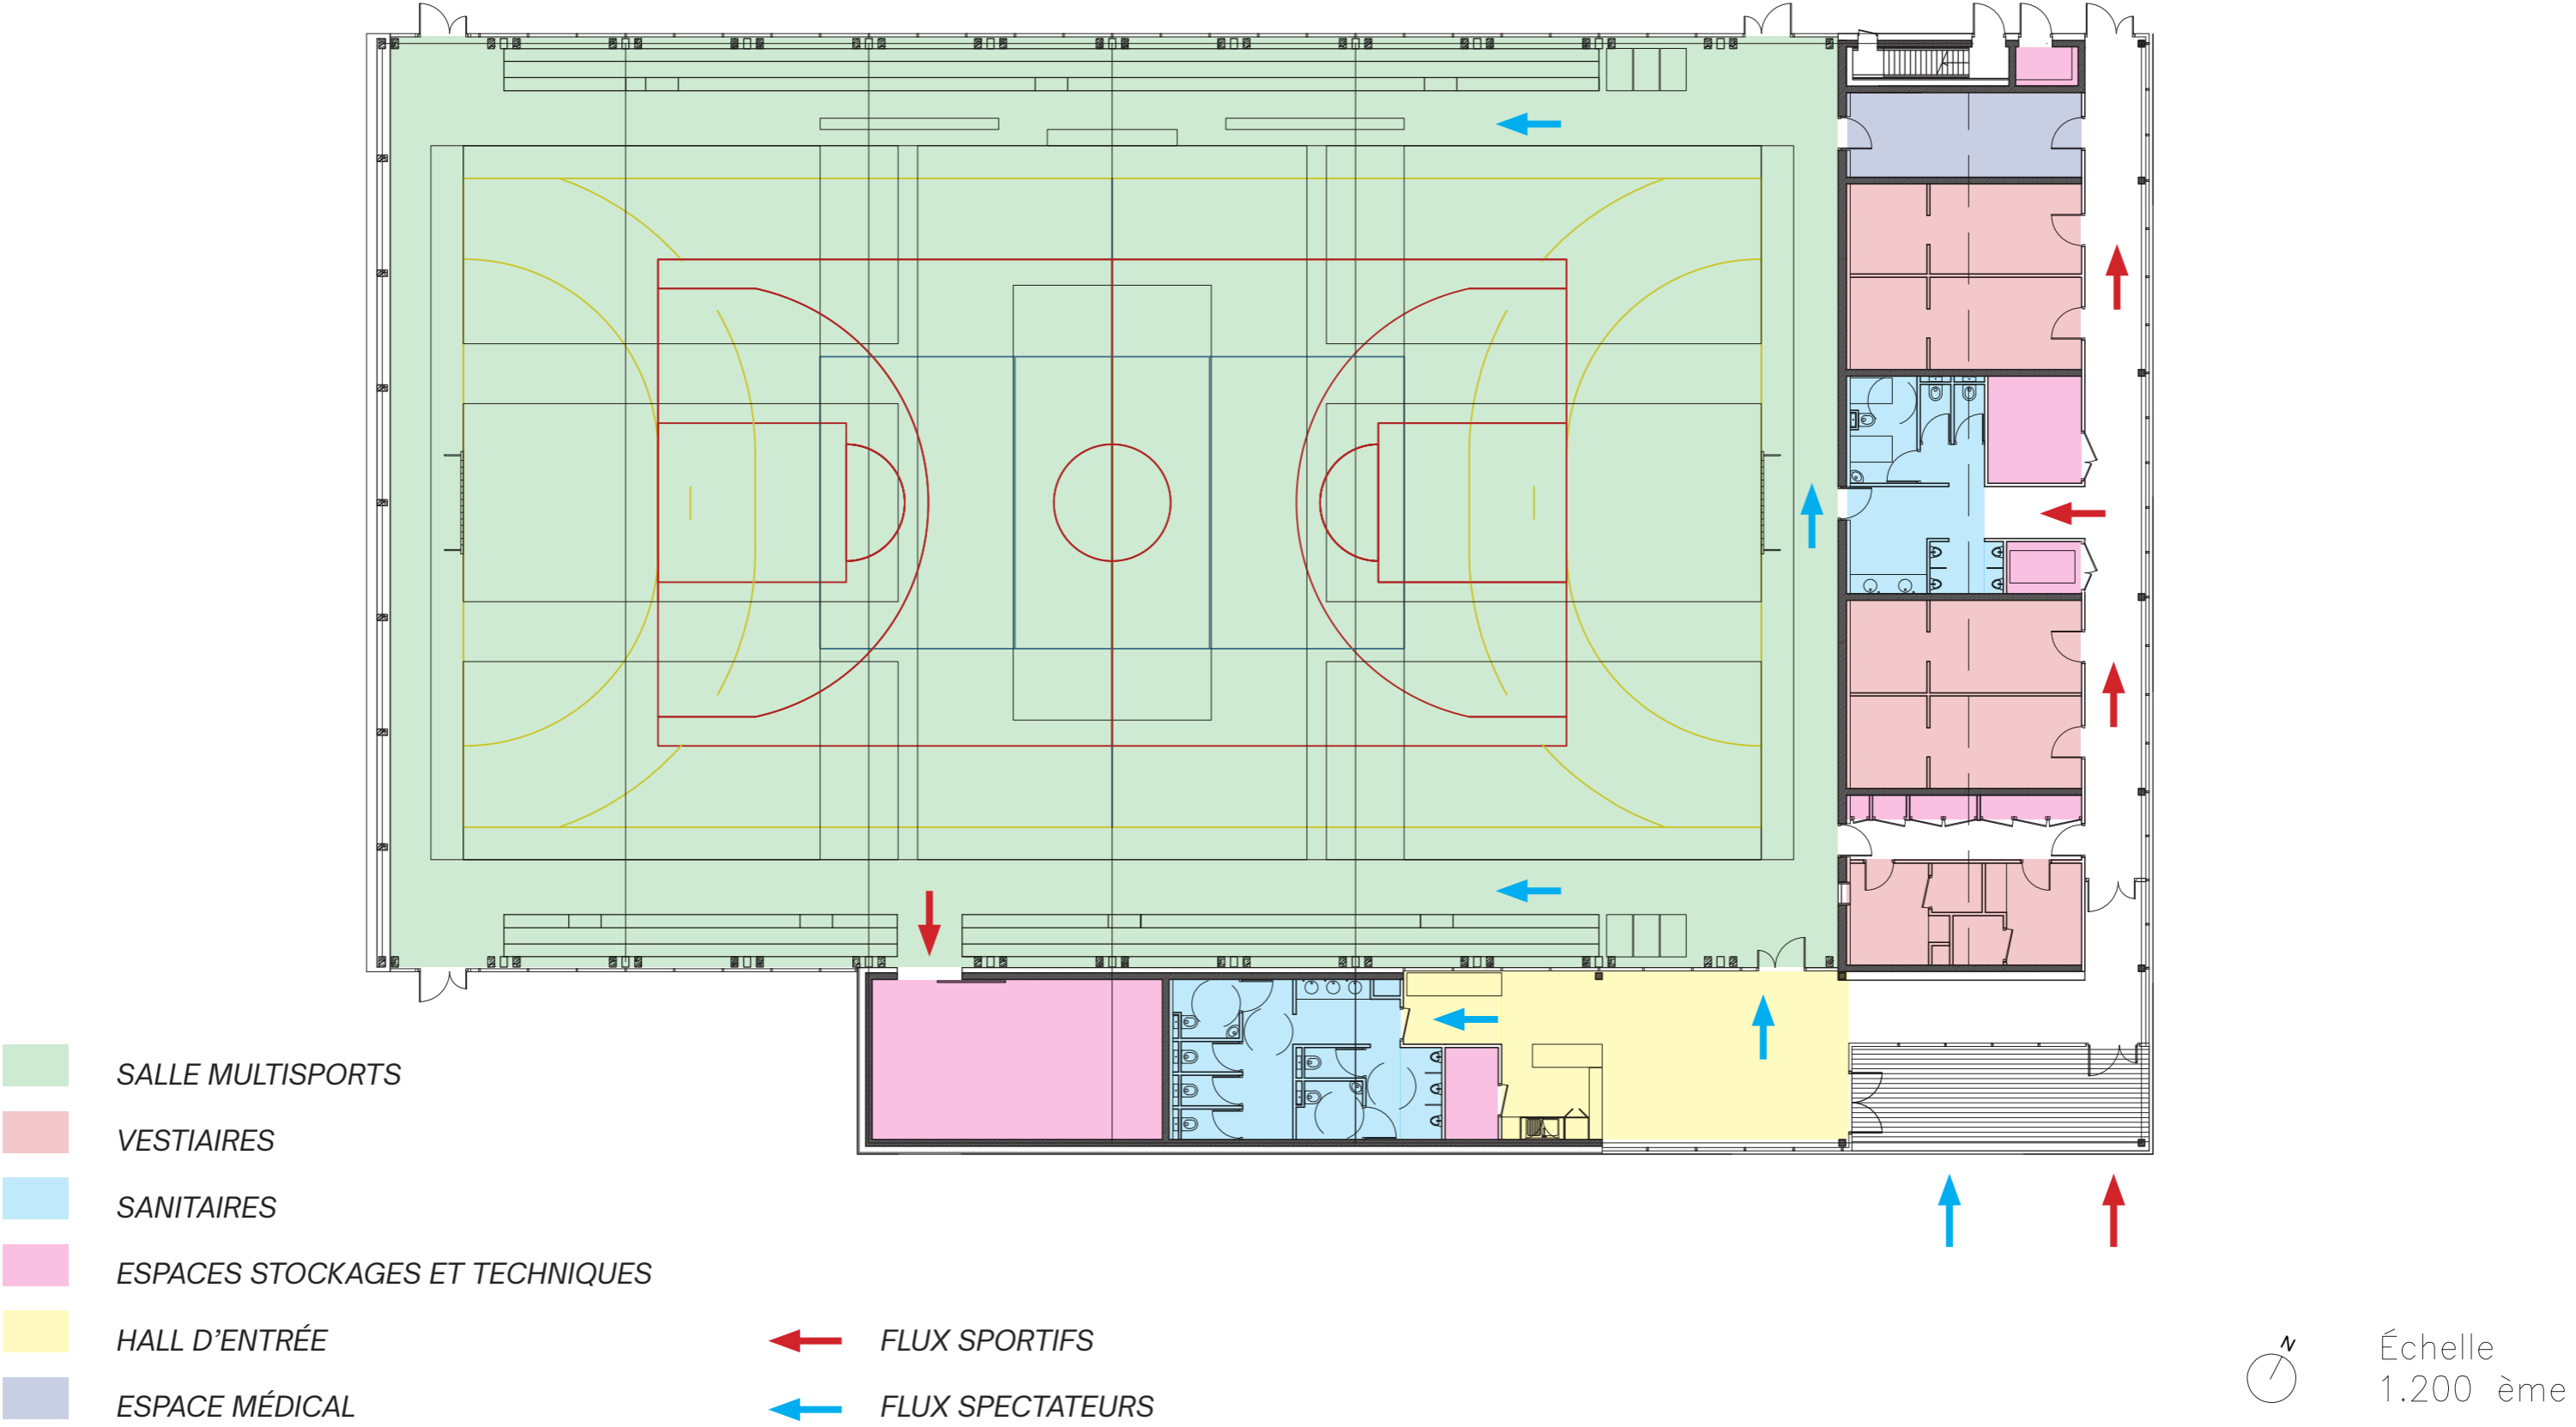 SALLE MULTISPORTS
VESTIAIRES
SANITAIRES
ESPACES STOCKAGES ET TECHNIQUES
HALL D'ENTRÉE
ESPACE MÉDICAL
FLUX SPORTIFS
FLUX SPECTATEURS
N
Échelle
1.200 ème